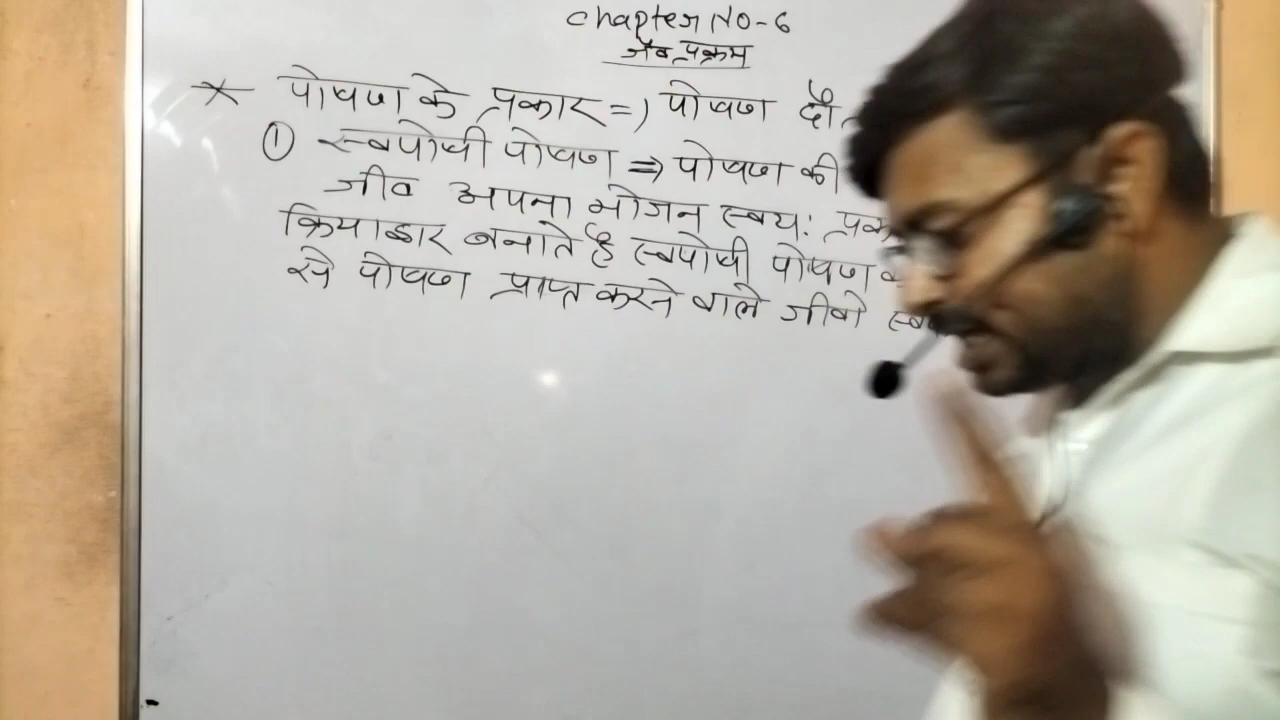 Chapter No-6
जैव प्रक्रम
* पोषण के प्रकार => पोषण दो
① स्वपोषी पोषण => पोषण की
जीव अपना भोजन स्वय: प्रक
क्रिया द्वार बनाते है स्वपोषी पोषण
से पोषण प्राप्त करने वाले जीवो